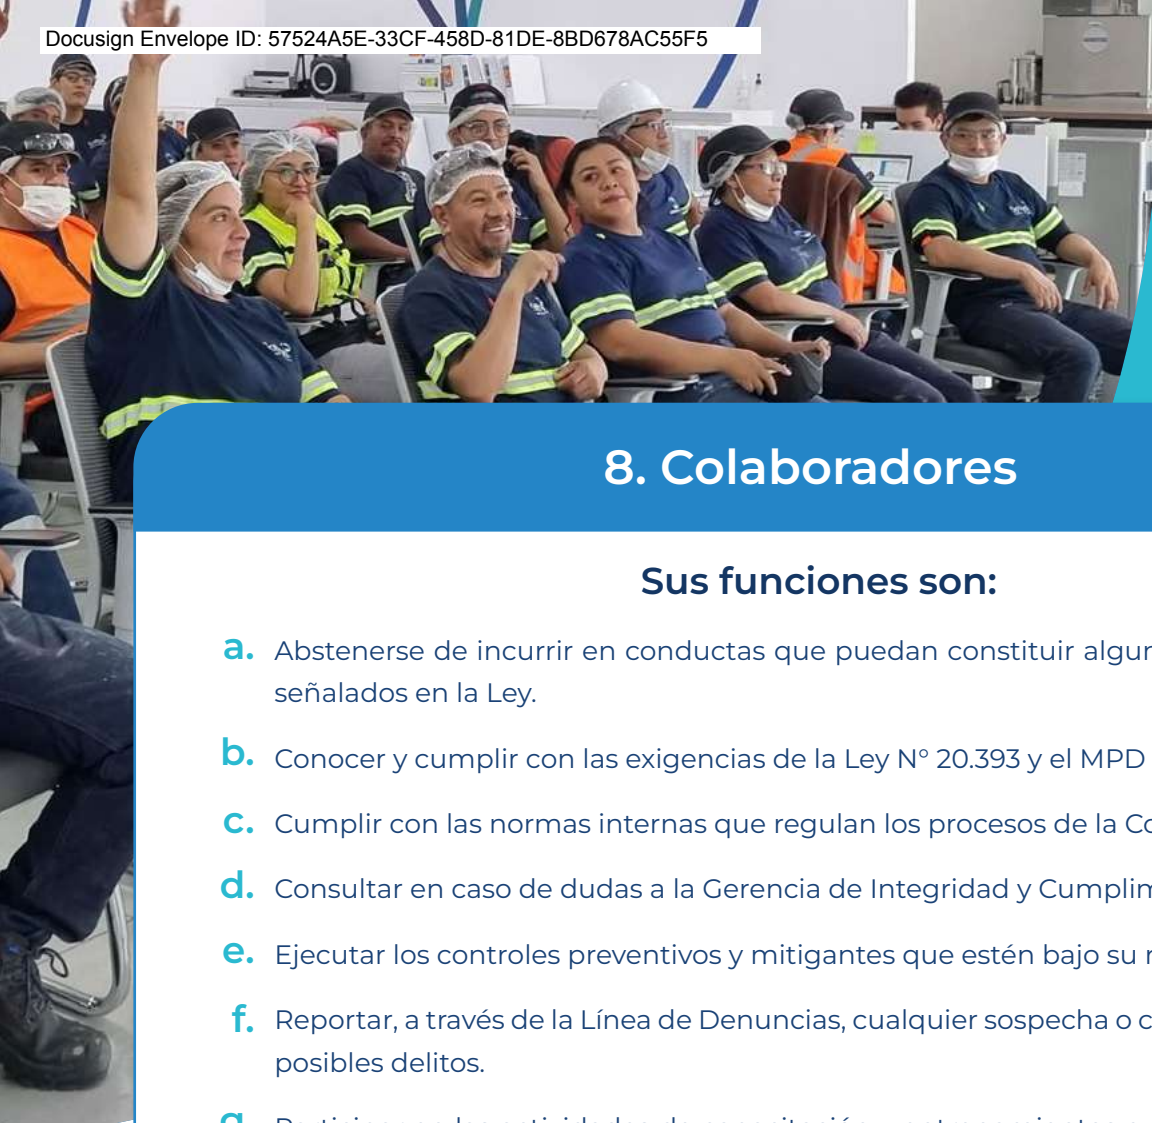 Docusign Envelope ID: 57524A5E-33CF-458D-81DE-8BD678AC55F5
8. Colaboradores
Sus funciones son:
a. Abstenerse de incurrir en conductas que puedan constituir
señalados en la Ley.
b. Conocer y cumplir con las exigencias de la Ley N° 20.393 y el MPD
c. Cumplir con las normas internas que regulan los procesos de la
d. Consultar en caso de dudas a la Gerencia de Integridad y
e. Ejecutar los controles preventivos y mitigantes que estén bajo su
f. Reportar, a través de la Línea de Denuncias, cualquier sospecha o
posibles delitos.